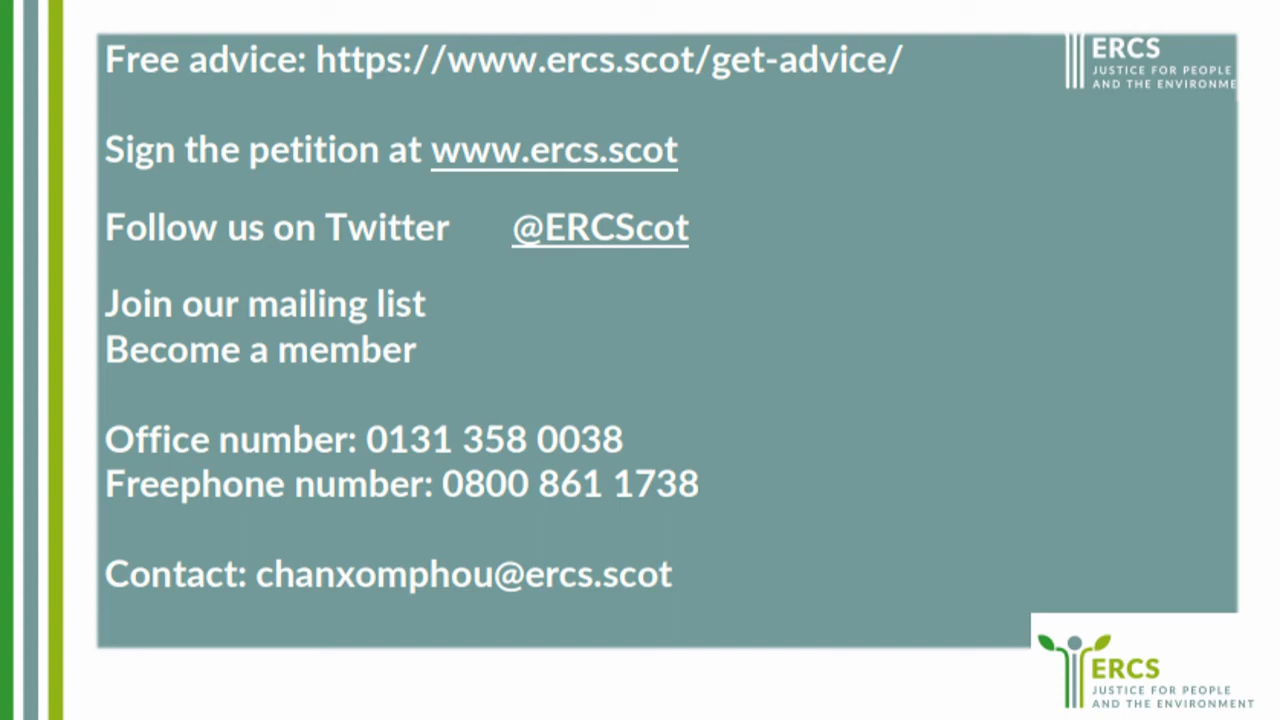 Free advice: https://www.ercs.scot/get-advice/
ERCS
JUSTICE FOR PEOPLE
AND THE ENVIRONME
Sign the petition at www.ercs.scot
Follow us on Twitter @ERCScot
Join our mailing list
Become a member
Office number: 0131 358 0038
Freephone number: 0800 861 1738
Contact: chanxomphou@ercs.scot
ERCS
JUSTICE FOR PEOPLE
AND THE ENVIRONMENT